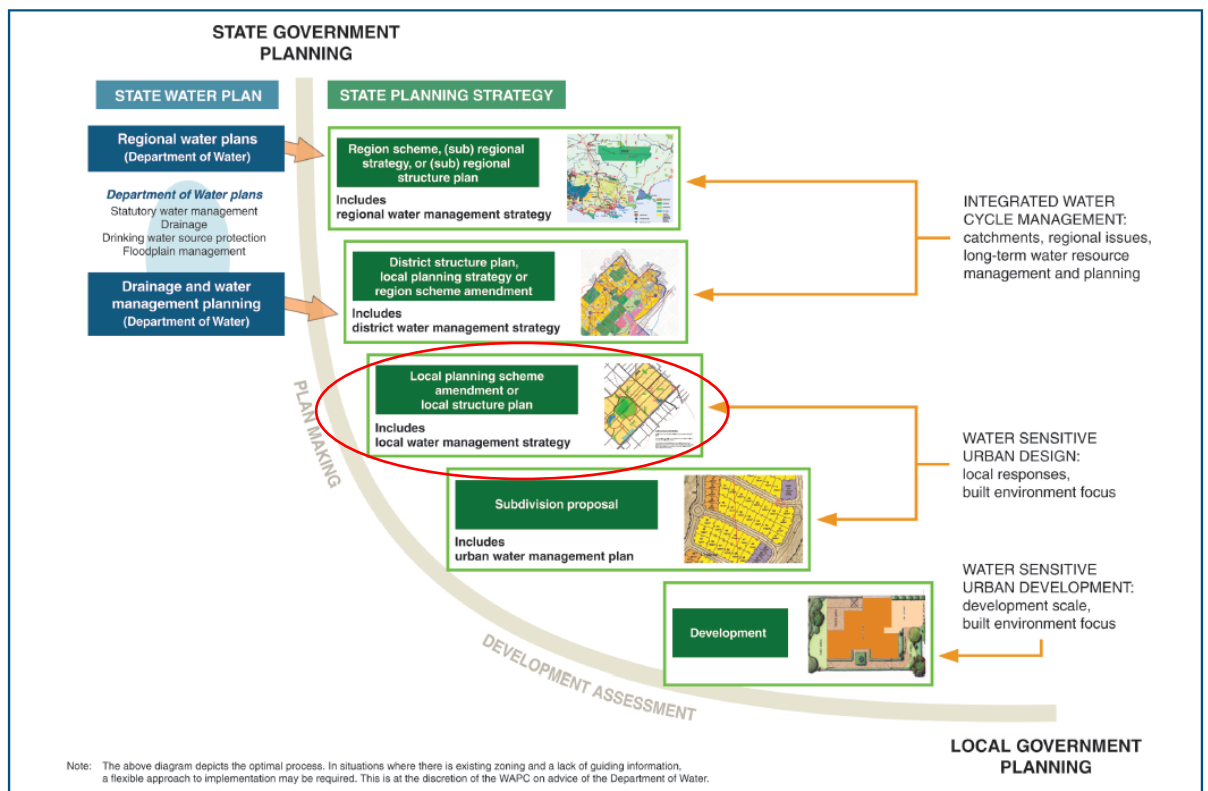 STATE GOVERNMENT
PLANNING
STATE WATER PLAN
STATE PLANNING STRATEGY
Regional water plans
(Department of Water)
Department of Water plans
Statutory water management
Drainage
Drinking water source protection
Floodplain management
Drainage and water
management planning
(Department of Water)
Region scheme, (sub) regional
strategy, or (sub) regional
structure plan
Includes
regional water management strategy
District structure plan,
local planning strategy or
region scheme amendment
Includes
district water management strategy
Local planning scheme
amendment or
local structure plan
Includes
local water management strategy
Subdivision proposal
Includes
urban water management plan
Development
INTEGRATED WATER
CYCLE MANAGEMENT:
catchments, regional issues,
long-term water resource
management and planning
WATER SENSITIVE
URBAN DESIGN:
local responses,
built environment focus
WATER SENSITIVE
URBAN DEVELOPMENT:
development scale,
built environment focus
PLAN MAKING
DEVELOPMENT ASSESSMENT
LOCAL GOVERNMENT
PLANNING
Note: The above diagram depicts the optimal process. In situations where there is existing zoning and a lack of guiding information,
a flexible approach to implementation may be required. This is at the discretion of the WAPC on advice of the Department of Water.